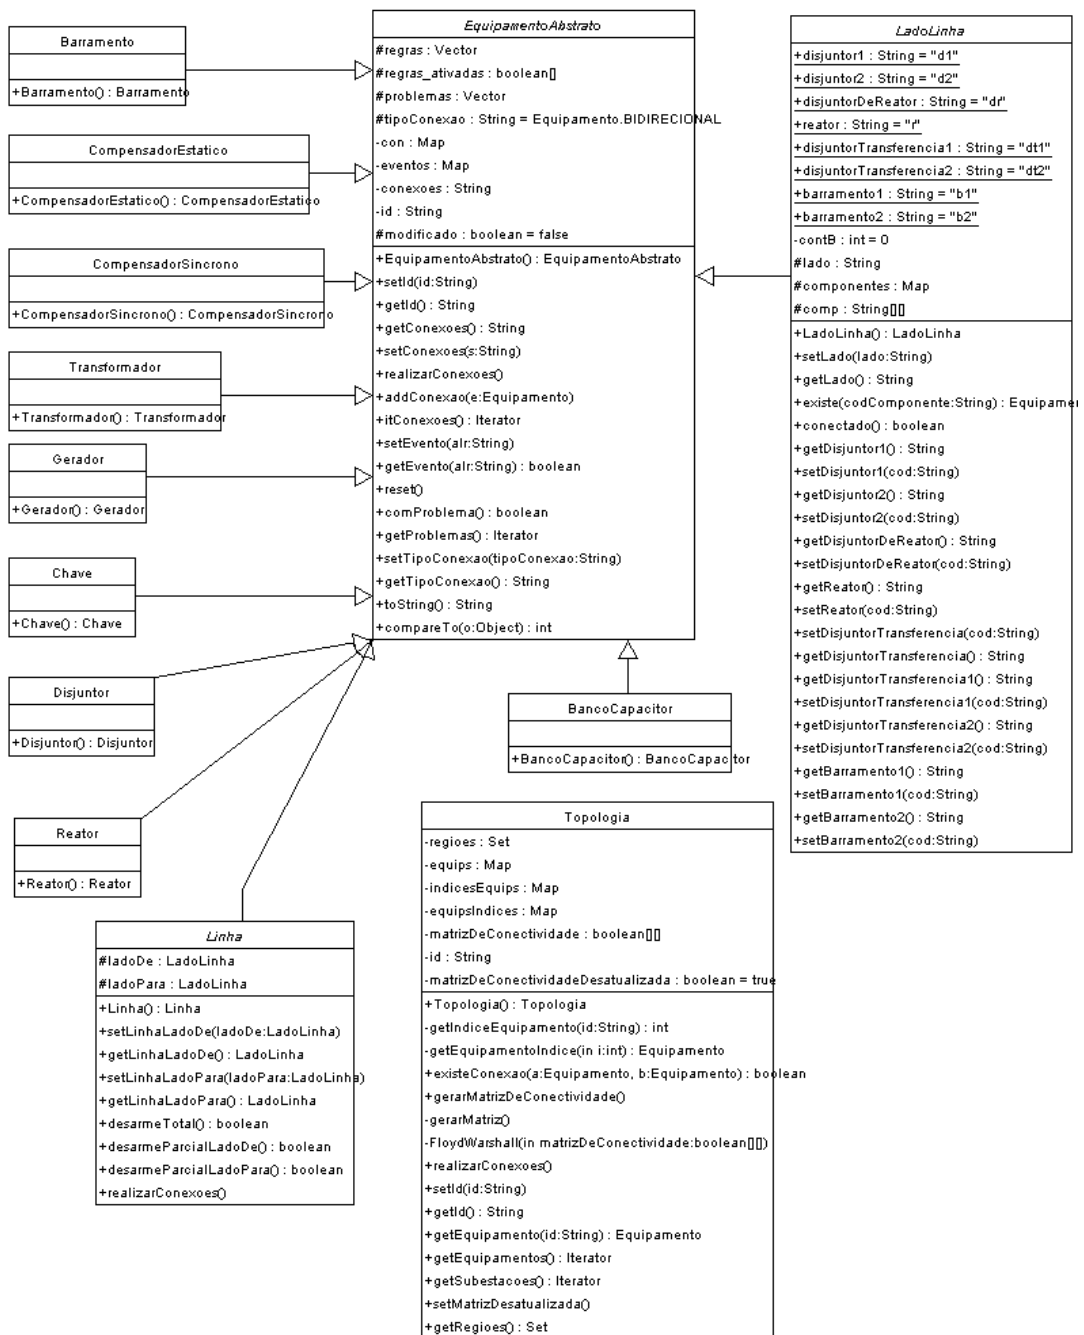 Barramento
+Barramento() : Barramento
CompensadorEstatico
+CompensadorEstatico() : CompensadorEstatico
CompensadorSincrono
+CompensadorSincrono() : CompensadorSincrono
Transformador
+Transformador() : Transformador
Gerador
+Gerador() : Gerador
Chave
+Chave() : Chave
Disjuntor
+Disjuntor() : Disjuntor
Reator
+Reator() : Reator
Linha
#ladoDe : LadoLinha
#ladoPara : LadoLinha
+Linha() : Linha
+setLinhaLadoDe(ladoDe:LadoLinha)
+getLinhaLadoDe() : LadoLinha
+setLinhaLadoPara(ladoPara:LadoLinha)
+getLinhaLadoPara() : LadoLinha
+desarmeTotal() : boolean
+desarmeParcialLadoDe() : boolean
+desarmeParcialLadoPara() : boolean
+realizarConexoes()
EquipamentoAbstrato
#regras : Vector
#regras_ativadas : boolean[]
#problemas : Vector
#tipoConexao : String = Equipamento.BIDIRECIONAL
-con : Map
-eventos : Map
-conexoes : String
-id : String
#modificado : boolean = false
+EquipamentoAbstrato() : EquipamentoAbstrato
+setId(id:String)
+getId() : String
+getConexoes() : String
+setConexoes(s:String)
+realizarConexoes()
+addConexao(e:Equipamento)
+itConexoes() : Iterator
+setEvento(alr:String)
+getEvento(alr:String) : boolean
+reset()
+comProblema() : boolean
+getProblemas() : Iterator
+setTipoConexao(tipoConexao:String)
+getTipoConexao() : String
+toString() : String
+compareTo(o:Object) : int
BancoCapacitor
+BancoCapacitor() : BancoCapacitor
Topologia
-regioes : Set
-equips : Map
-indicesEquips : Map
-equipsIndices : Map
-matrizDeConectividade : boolean[][]
-id : String
-matrizDeConectividadeDesatualizada : boolean = true
+Topologia() : Topologia
-getIndiceEquipamento(id:String) : int
-getEquipamentoIndice(in i:int) : Equipamento
+existeConexao(a:Equipamento, b:Equipamento) : boolean
+gerarMatrizDeConectividade()
-gerarMatriz()
-FloydWarshall(in matrizDeConectividade:boolean[][])
+realizarConexoes()
+setId(id:String)
+getId() : String
+getEquipamento(id:String) : Equipamento
+getEquipamentos() : Iterator
+getSubestacoes() : Iterator
+setMatrizDesatualizada()
+getRegioes() : Set
LadoLinha
+disjuntor1 : String = "d1"
+disjuntor2 : String = "d2"
+disjuntorDeReator : String = "dr"
+reator : String = "r"
+disjuntorTransferencia1 : String = "dt1"
+disjuntorTransferencia2 : String = "dt2"
+barramento1 : String = "b1"
+barramento2 : String = "b2"
-contB : int = 0
#lado : String
#componentes : Map
#comp : String[][]
+LadoLinha() : LadoLinha
+setLado(lado:String)
+getLado() : String
+existe(codComponente:String) : Equipamen
+conectado() : boolean
+getDisjuntor1() : String
+setDisjuntor1(cod:String)
+getDisjuntor2() : String
+setDisjuntor2(cod:String)
+getDisjuntorDeReator() : String
+setDisjuntorDeReator(cod:String)
+getReator() : String
+setReator(cod:String)
+setDisjuntorTransferencia(cod:String)
+getDisjuntorTransferencia() : String
+getDisjuntorTransferencia1() : String
+setDisjuntorTransferencia1(cod:String)
+getDisjuntorTransferencia2() : String
+setDisjuntorTransferencia2(cod:String)
+getBarramento1() : String
+setBarramento1(cod:String)
+getBarramento2() : String
+setBarramento2(cod:String)